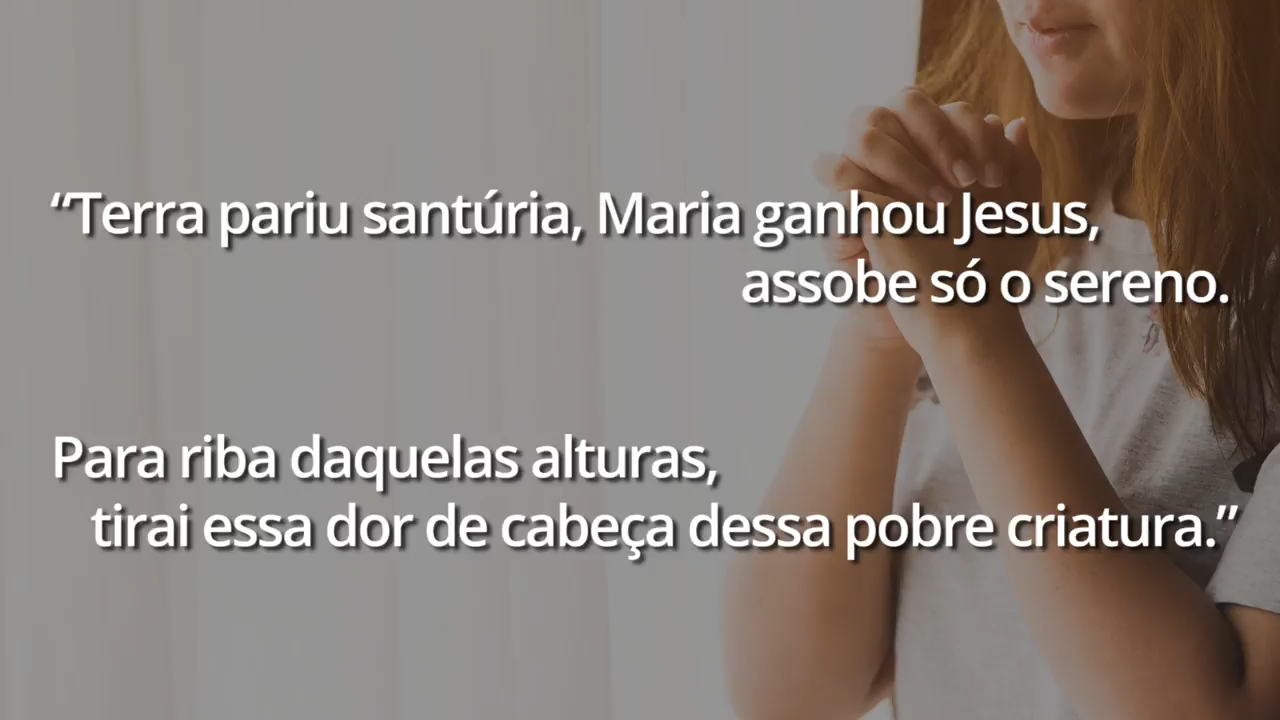 “Terra pariu santúria, Maria ganhou Jesus,
assobe só o sereno.
Para riba daquelas alturas,
tirai essa dor de cabeça dessa pobre criatura.”